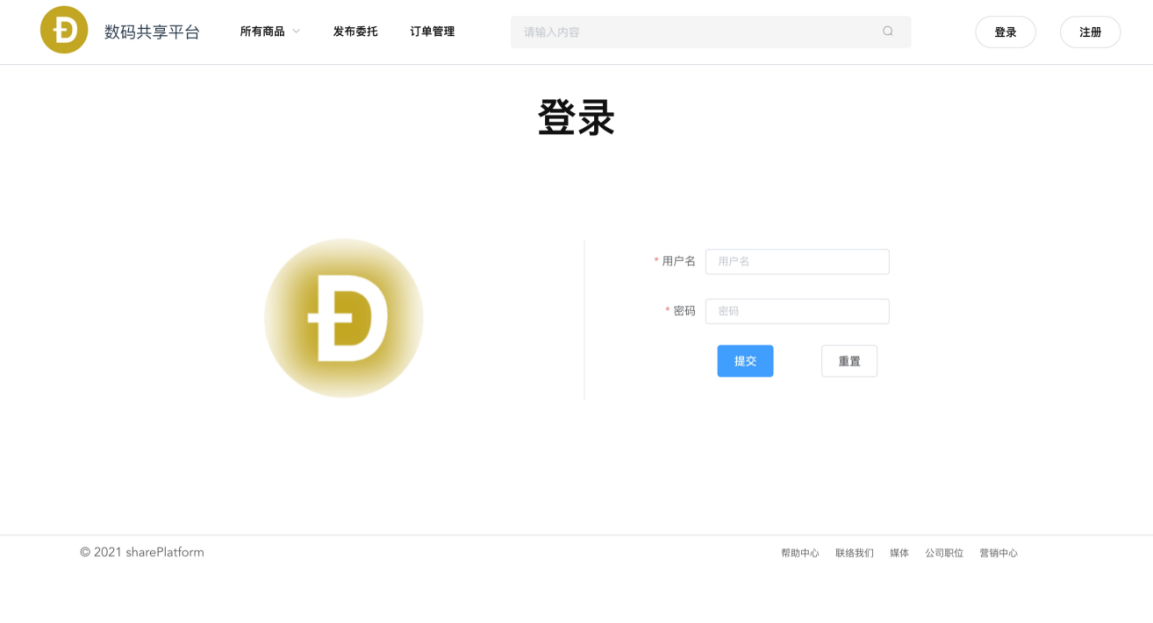 Đ 数码共享平台 所有商品 发布委托 订单管理 请输入内容 登录 注册
登录
Đ
* 用户名 用户名
* 密码 密码
提交 重置
© 2021 sharePlatform 帮助中心 联络我们 媒体 公司职位 营销中心